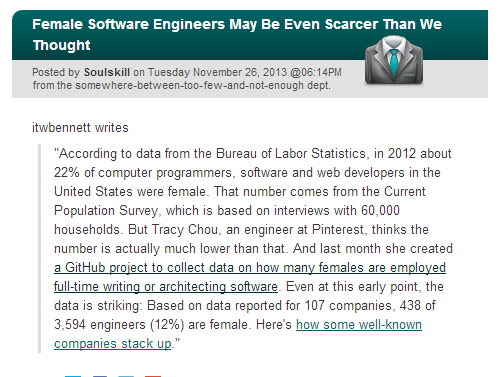 Female Software Engineers May Be Even Scarcer Than We
Thought
Posted by Soulskill on Tuesday November 26, 2013 @06:14PM
from the somewhere-between-too-few-and-not-enough dept.
itwbennett writes
"According to data from the Bureau of Labor Statistics, in 2012 about
22% of computer programmers, software and web developers in the
United States were female. That number comes from the Current
Population Survey, which is based on interviews with 60,000
households. But Tracy Chou, an engineer at Pinterest, thinks the
number is actually much lower than that. And last month she created
a GitHub project to collect data on how many females are employed
full-time writing or architecting software. Even at this early point, the
data is striking: Based on data reported for 107 companies, 438 of
3,594 engineers (12%) are female. Here's how some well-known
companies stack up."